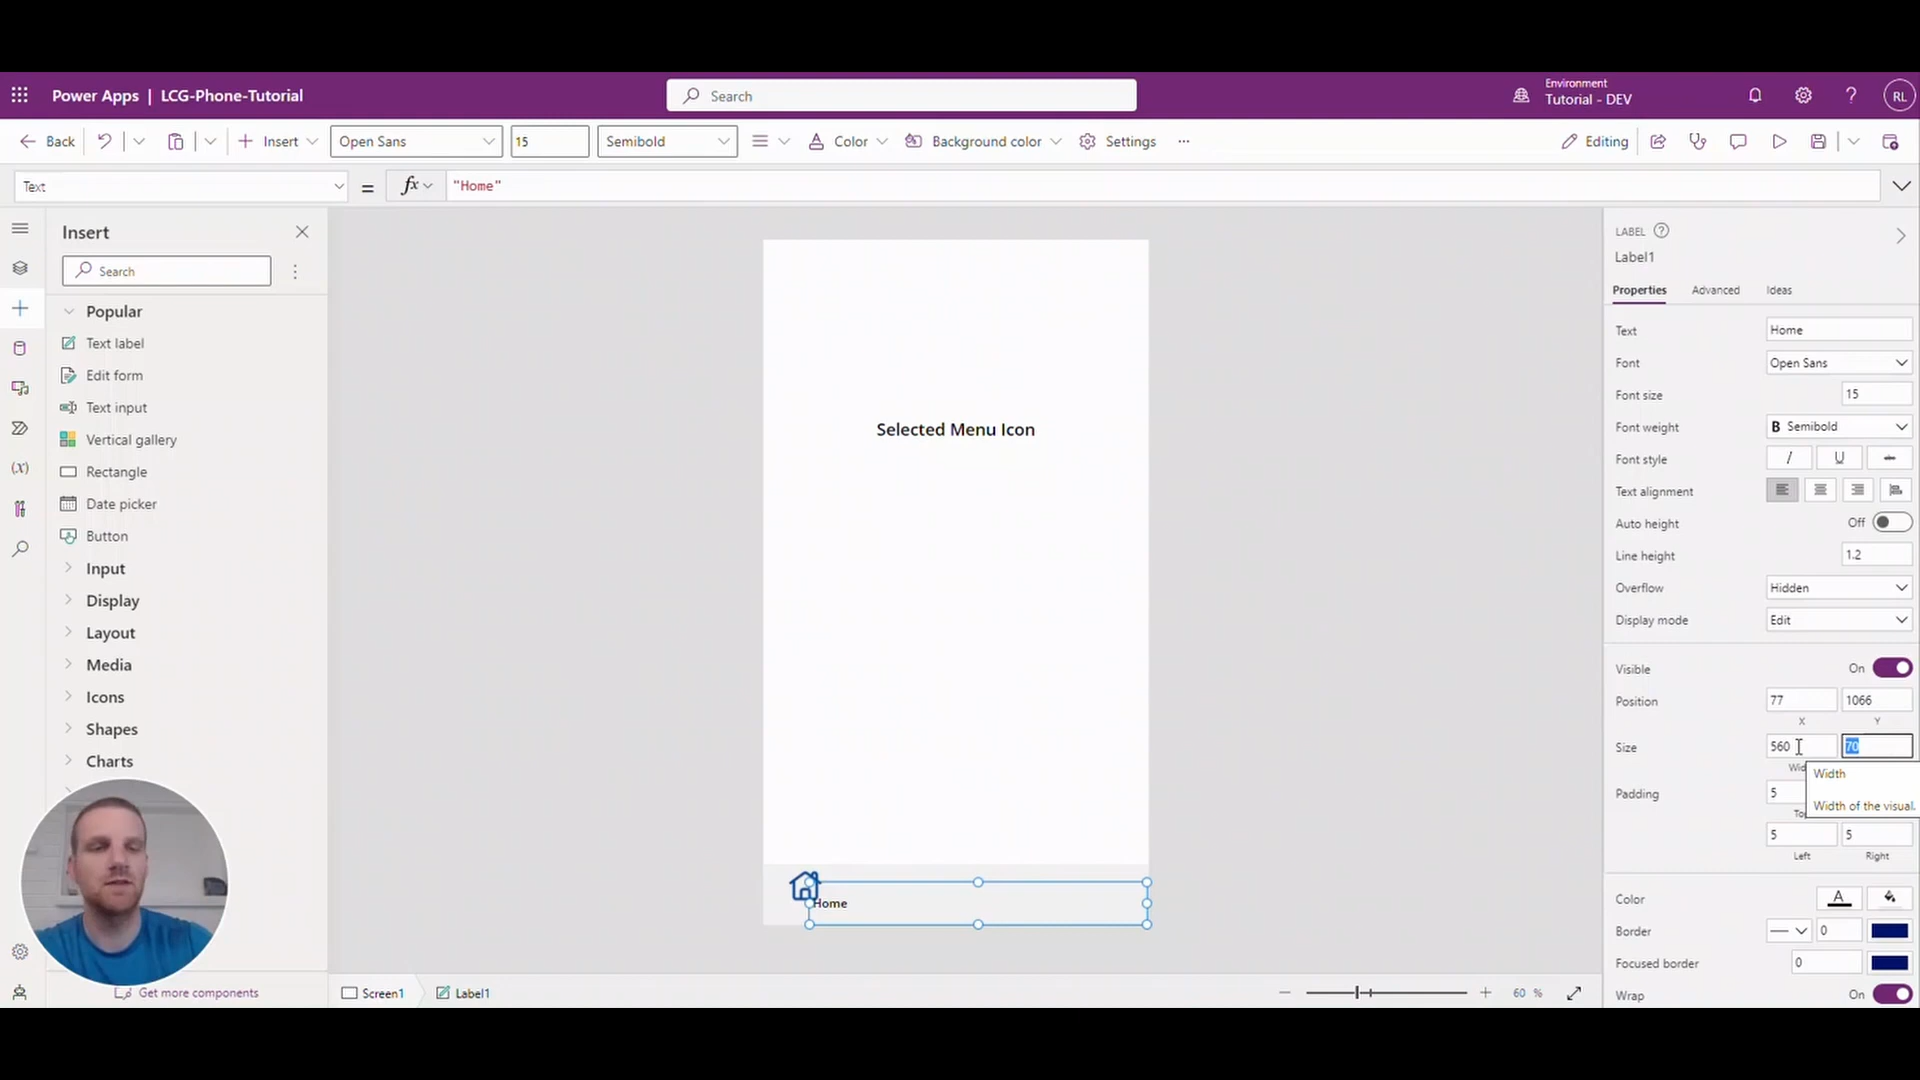 Power Apps | LCG-Phone-Tutorial
Search
Environment
Tutorial - DEV
RL
Back
Insert
Open Sans
15
Semibold
Color
Background color
Settings
Editing
Text
=
fx
"Home"
Insert
Search
Popular
Text label
Edit form
Text input
Vertical gallery
Rectangle
Date picker
Button
Input
Display
Layout
Media
Icons
Shapes
Charts
Get more components
Selected Menu Icon
Home
Screen1
Label1
60 %
LABEL
Label1
Properties Advanced Ideas
Text Home
Font Open Sans
Font size 15
Font weight B Semibold
Font style / U
Text alignment
Auto height Off
Line height 1.2
Overflow Hidden
Display mode Edit
Visible On
Position 77 1066
X Y
Size 560 70
Width
Width of the visual.
Padding 5
5 5
Left Right
Color A
Border 0
Focused border 0
Wrap On